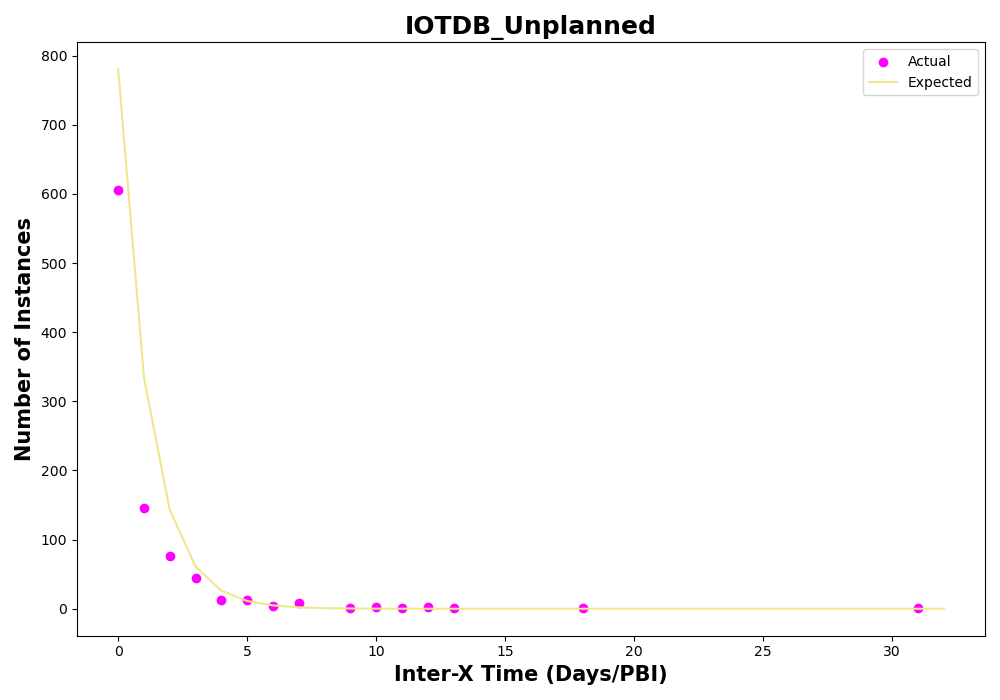 IOTDB_Unplanned
Actual
Expected
800
700
600
500
400
300
200
100
0
Number of Instances
0 5 10 15 20 25 30
Inter-X Time (Days/PBI)